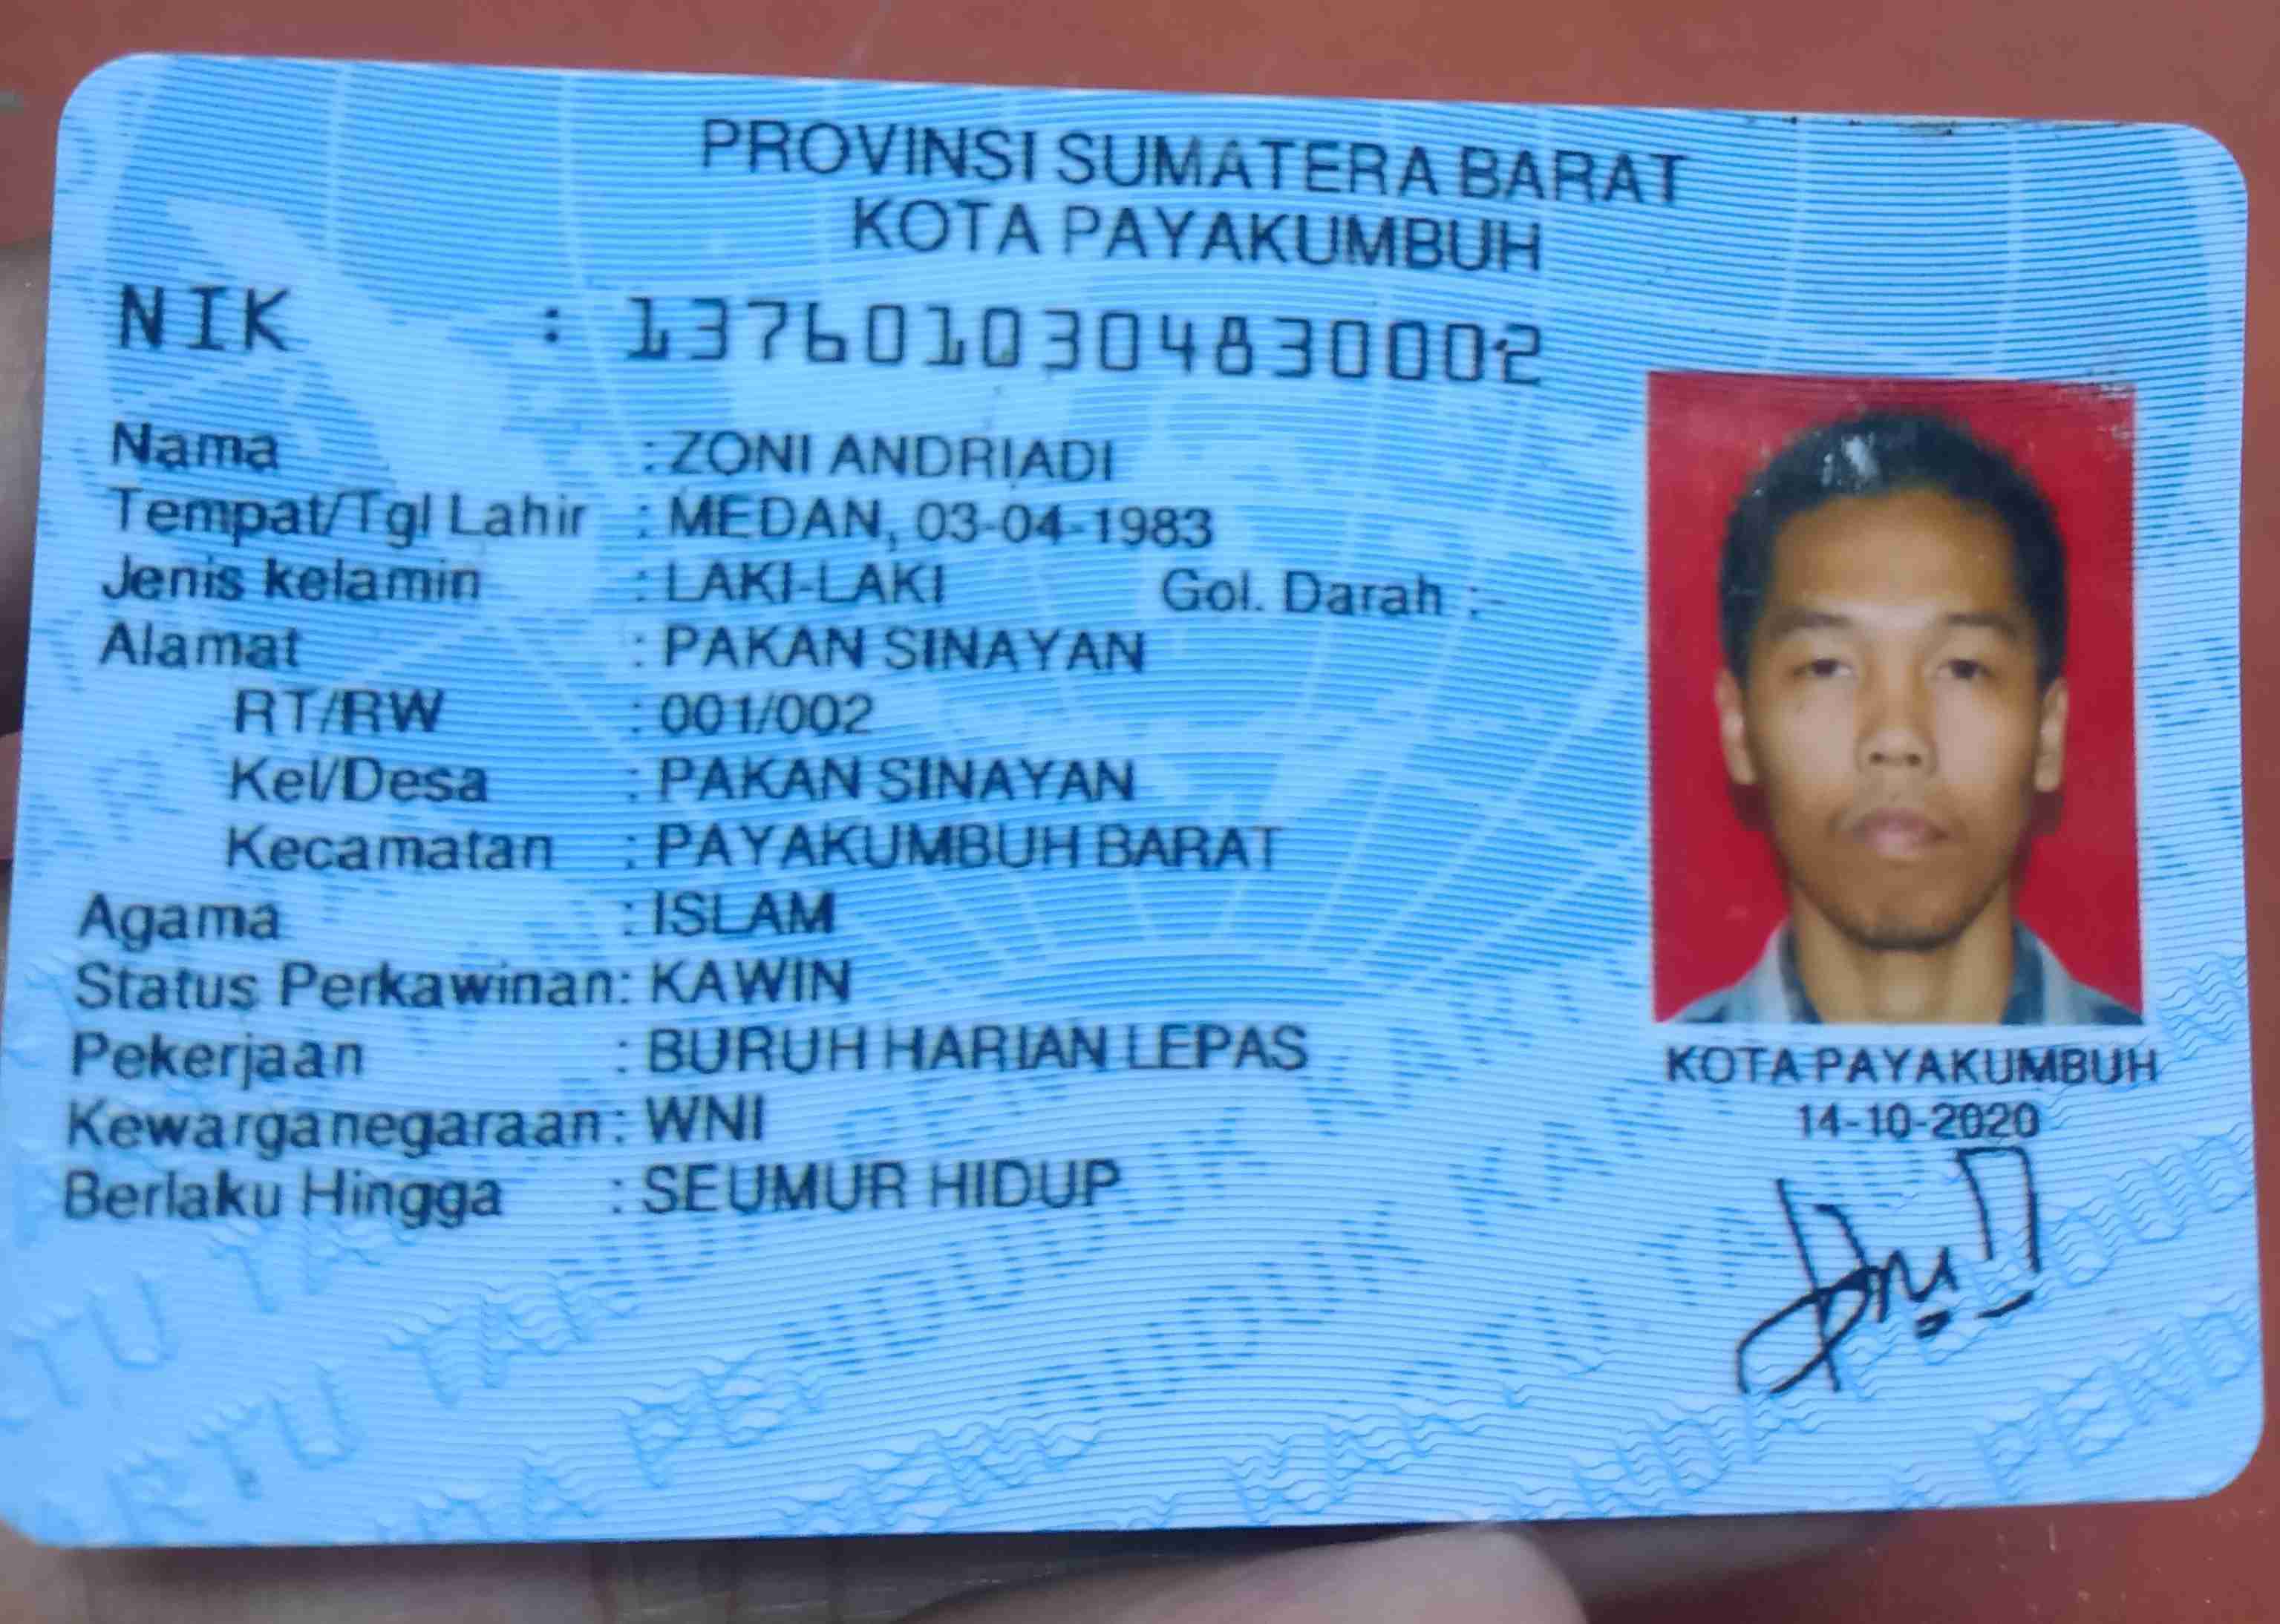 PROVINSI SUMATERA BARAT
KOTA PAYAKUMBUH
NIK : 1376010304830002
Nama : ZONI ANDRIADI
Tempat/Tgl Lahir : MEDAN, 03-04-1983
Jenis kelamin : LAKI-LAKI Gol. Darah :-
Alamat : PAKAN SINAYAN
RT/RW : 001/002
Kel/Desa : PAKAN SINAYAN
Kecamatan : PAYAKUMBUH BARAT
Agama : ISLAM
Status Perkawinan: KAWIN
Pekerjaan : BURUH HARIAN LEPAS
Kewarganegaraan: WNI
Berlaku Hingga : SEUMUR HIDUP
KOTA PAYAKUMBUH
14-10-2020